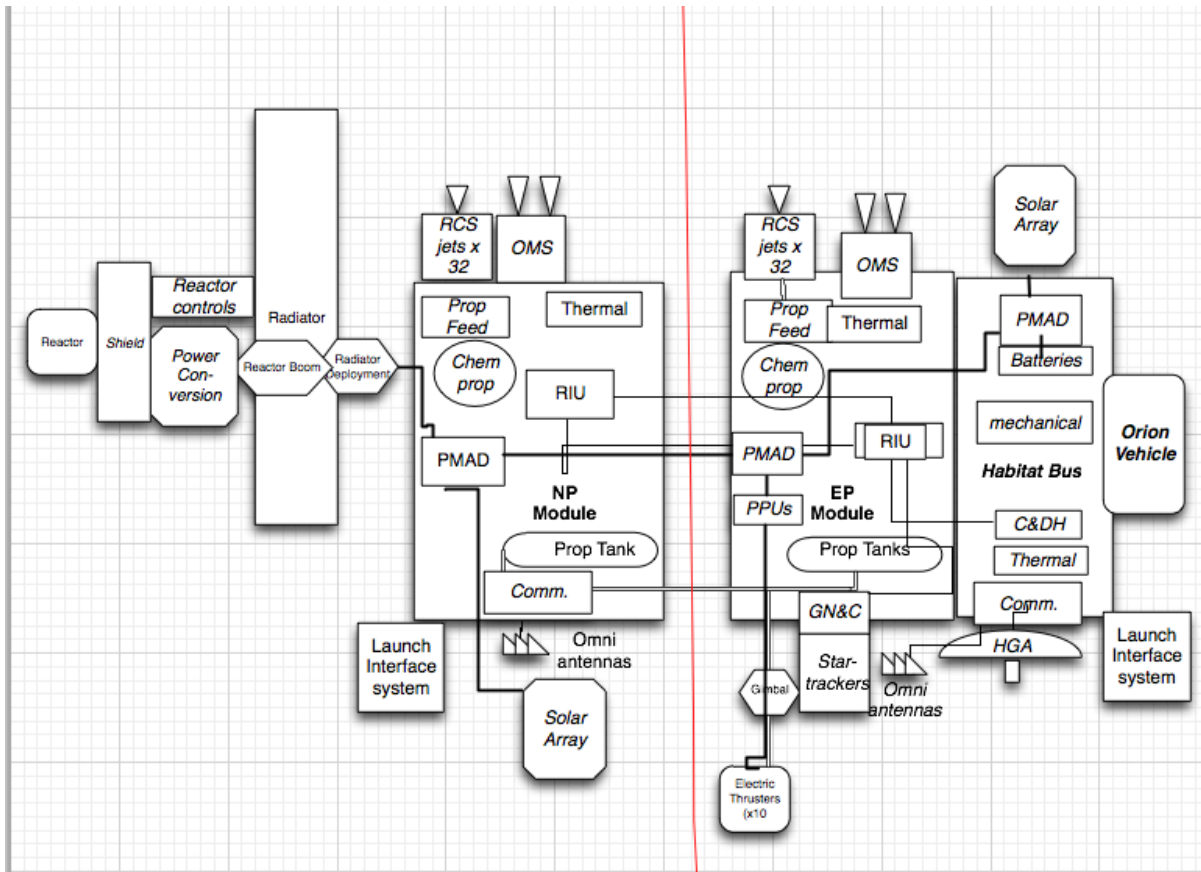 Reactor
Shield
Reactor
controls
Power
Con-
version
Radiator
Reactor Boom
Radiator
Deployment
RCS
jets x
32
OMS
Prop
Feed
Thermal
Chem
prop
RIU
PMAD
NP
Module
Prop Tank
Comm.
Launch
Interface
system
Omni
antennas
Solar
Array
RCS
jets x
32
OMS
Prop
Feed
Thermal
Chem
prop
PMAD
RIU
PPUs
EP
Module
Prop Tanks
GN&C
Star-
trackers
Gimbal
Electric
Thrusters
(x10
Omni
antennas
Solar
Array
PMAD
Batteries
mechanical
Habitat Bus
C&DH
Thermal
Comm.
HGA
Orion
Vehicle
Launch
Interface
system